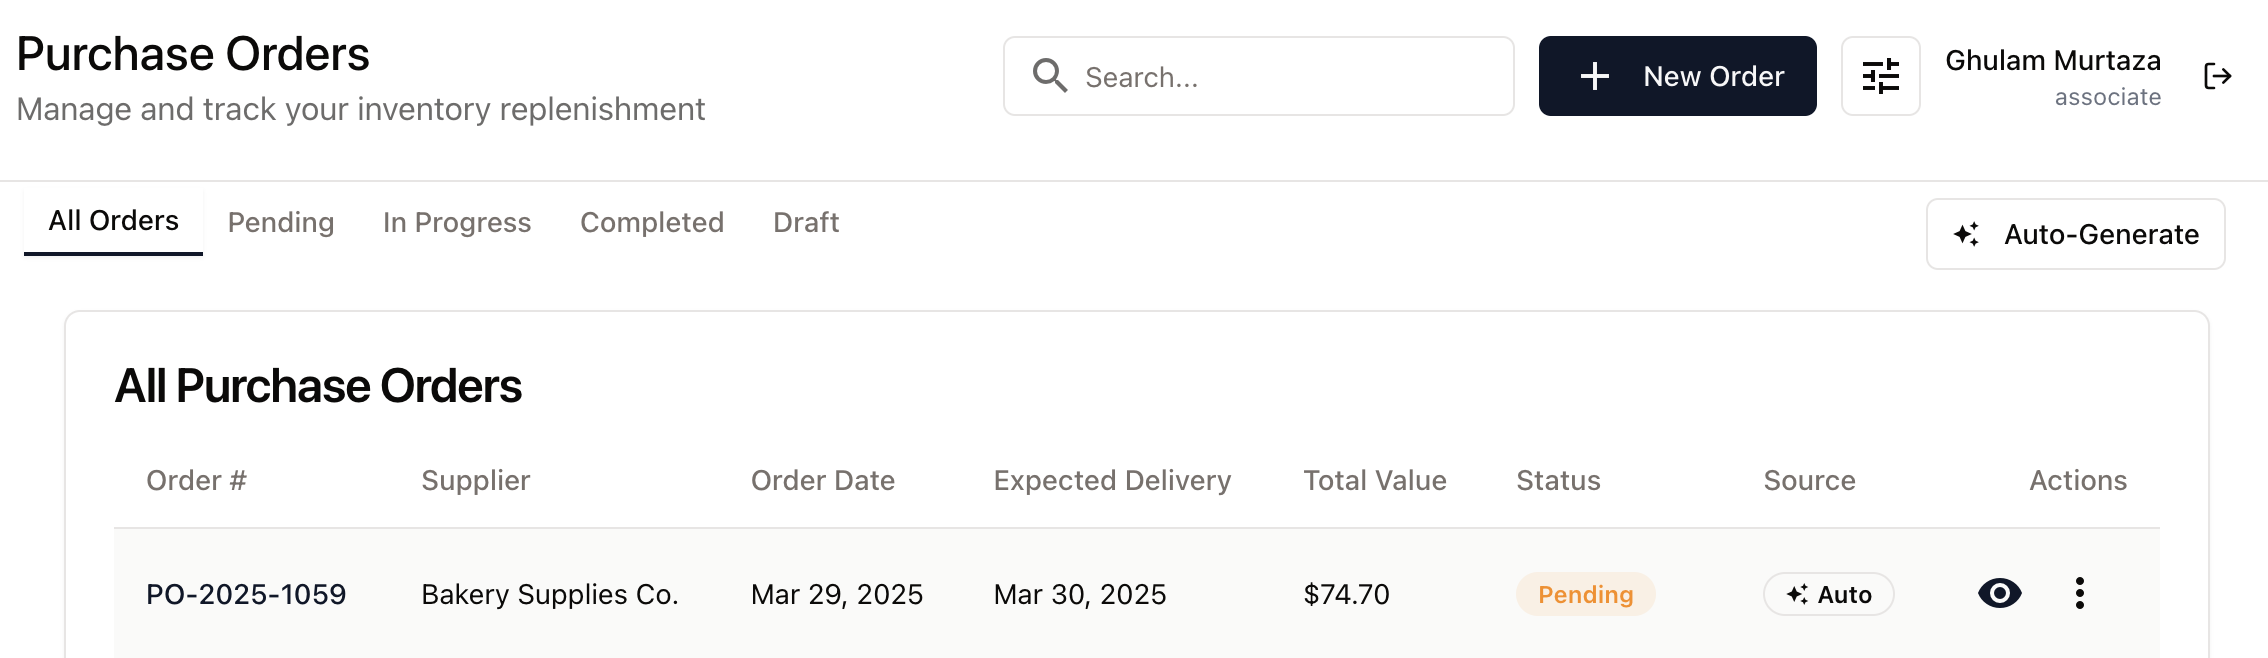 Purchase Orders
Manage and track your inventory replenishment
Search...
New Order
Ghulam Murtaza
associate
All Orders Pending In Progress Completed Draft
Auto-Generate
All Purchase Orders
Order # Supplier Order Date Expected Delivery Total Value Status Source Actions
PO-2025-1059 Bakery Supplies Co. Mar 29, 2025 Mar 30, 2025 $74.70 Pending Auto